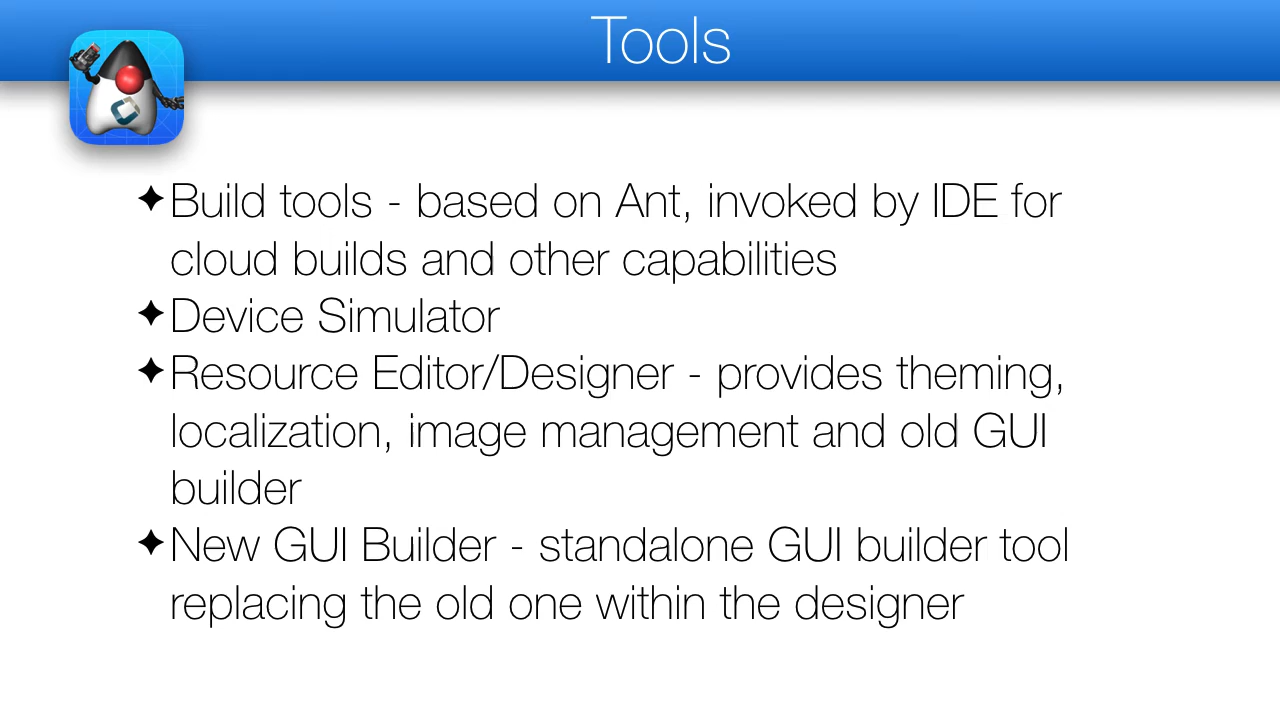 Tools
✦Build tools - based on Ant, invoked by IDE for
cloud builds and other capabilities
✦Device Simulator
✦Resource Editor/Designer - provides theming,
localization, image management and old GUI
builder
✦New GUI Builder - standalone GUI builder tool
replacing the old one within the designer